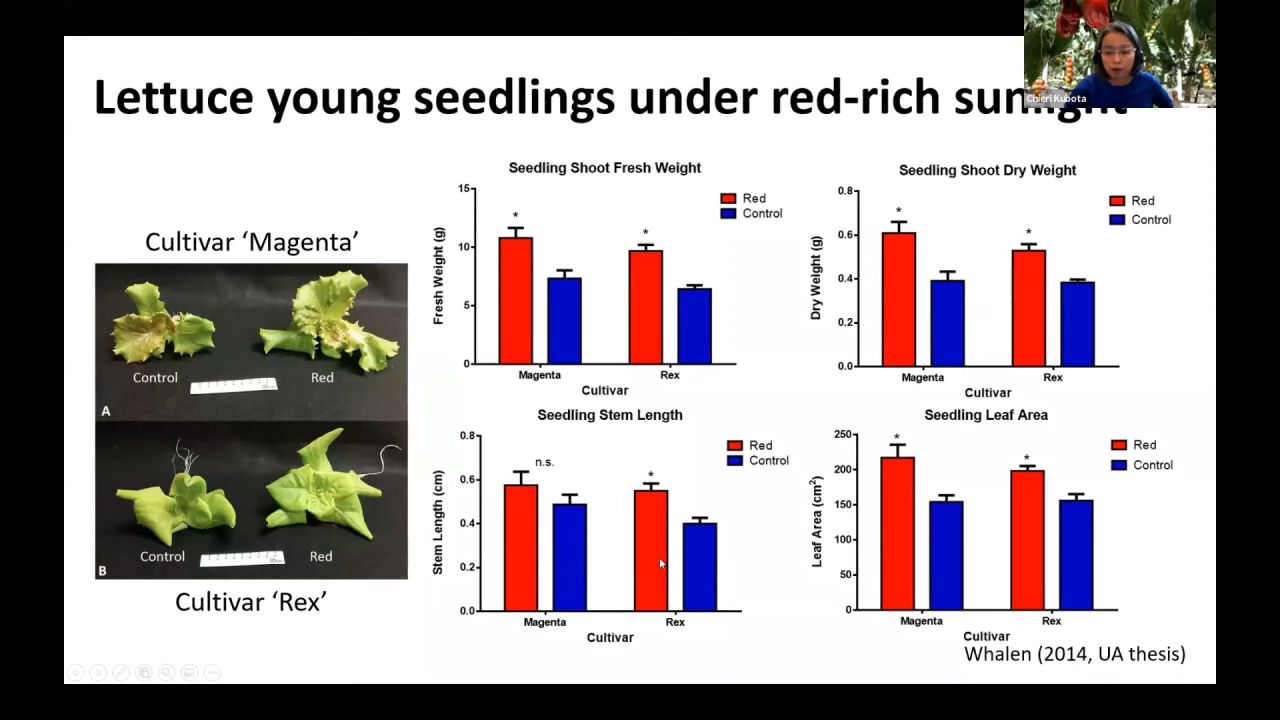 Lettuce young seedlings under red-rich sunlight
Chieri Kubota
Cultivar ‘Magenta’
Control
Red
A
Control
Red
B
Cultivar ‘Rex’
Seedling Shoot Fresh Weight
Fresh Weight (g)
15
10
5
0
*
*
Red
Control
Magenta
Rex
Cultivar
Seedling Shoot Dry Weight
Dry Weight (g)
0.8
0.6
0.4
0.2
0.0
*
*
Red
Control
Magenta
Rex
Cultivar
Seedling Stem Length
Stem Length (cm)
0.8
0.6
0.4
0.2
0.0
n.s.
*
Red
Control
Magenta
Rex
Cultivar
Seedling Leaf Area
Leaf Area (cm²)
250
200
150
100
50
0
*
*
Red
Control
Magenta
Rex
Cultivar
Whalen (2014, UA thesis)